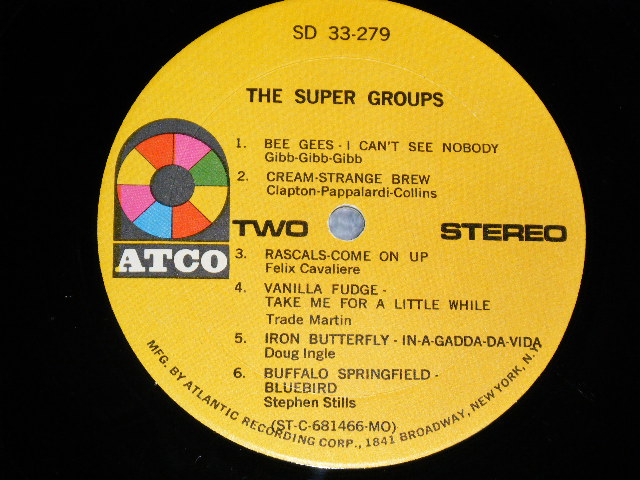 SD 33-279
THE SUPER GROUPS
1. BEE GEES - I CAN'T SEE NOBODY
Gibb-Gibb-Gibb
2. CREAM-STRANGE BREW
Clapton-Pappalardi-Collins
TWO STEREO
ATCO
3. RASCALS-COME ON UP
Felix Cavaliere
4. VANILLA FUDGE -
TAKE ME FOR A LITTLE WHILE
Trade Martin
5. IRON BUTTERFLY - IN-A-GADDA-DA-VIDA
Doug Ingle
6. BUFFALO SPRINGFIELD -
BLUEBIRD
Stephen Stills
(ST-C-681466-MO)
MFG. BY ATLANTIC RECORDING CORP., 1841 BROADWAY, NEW YORK, N.Y.